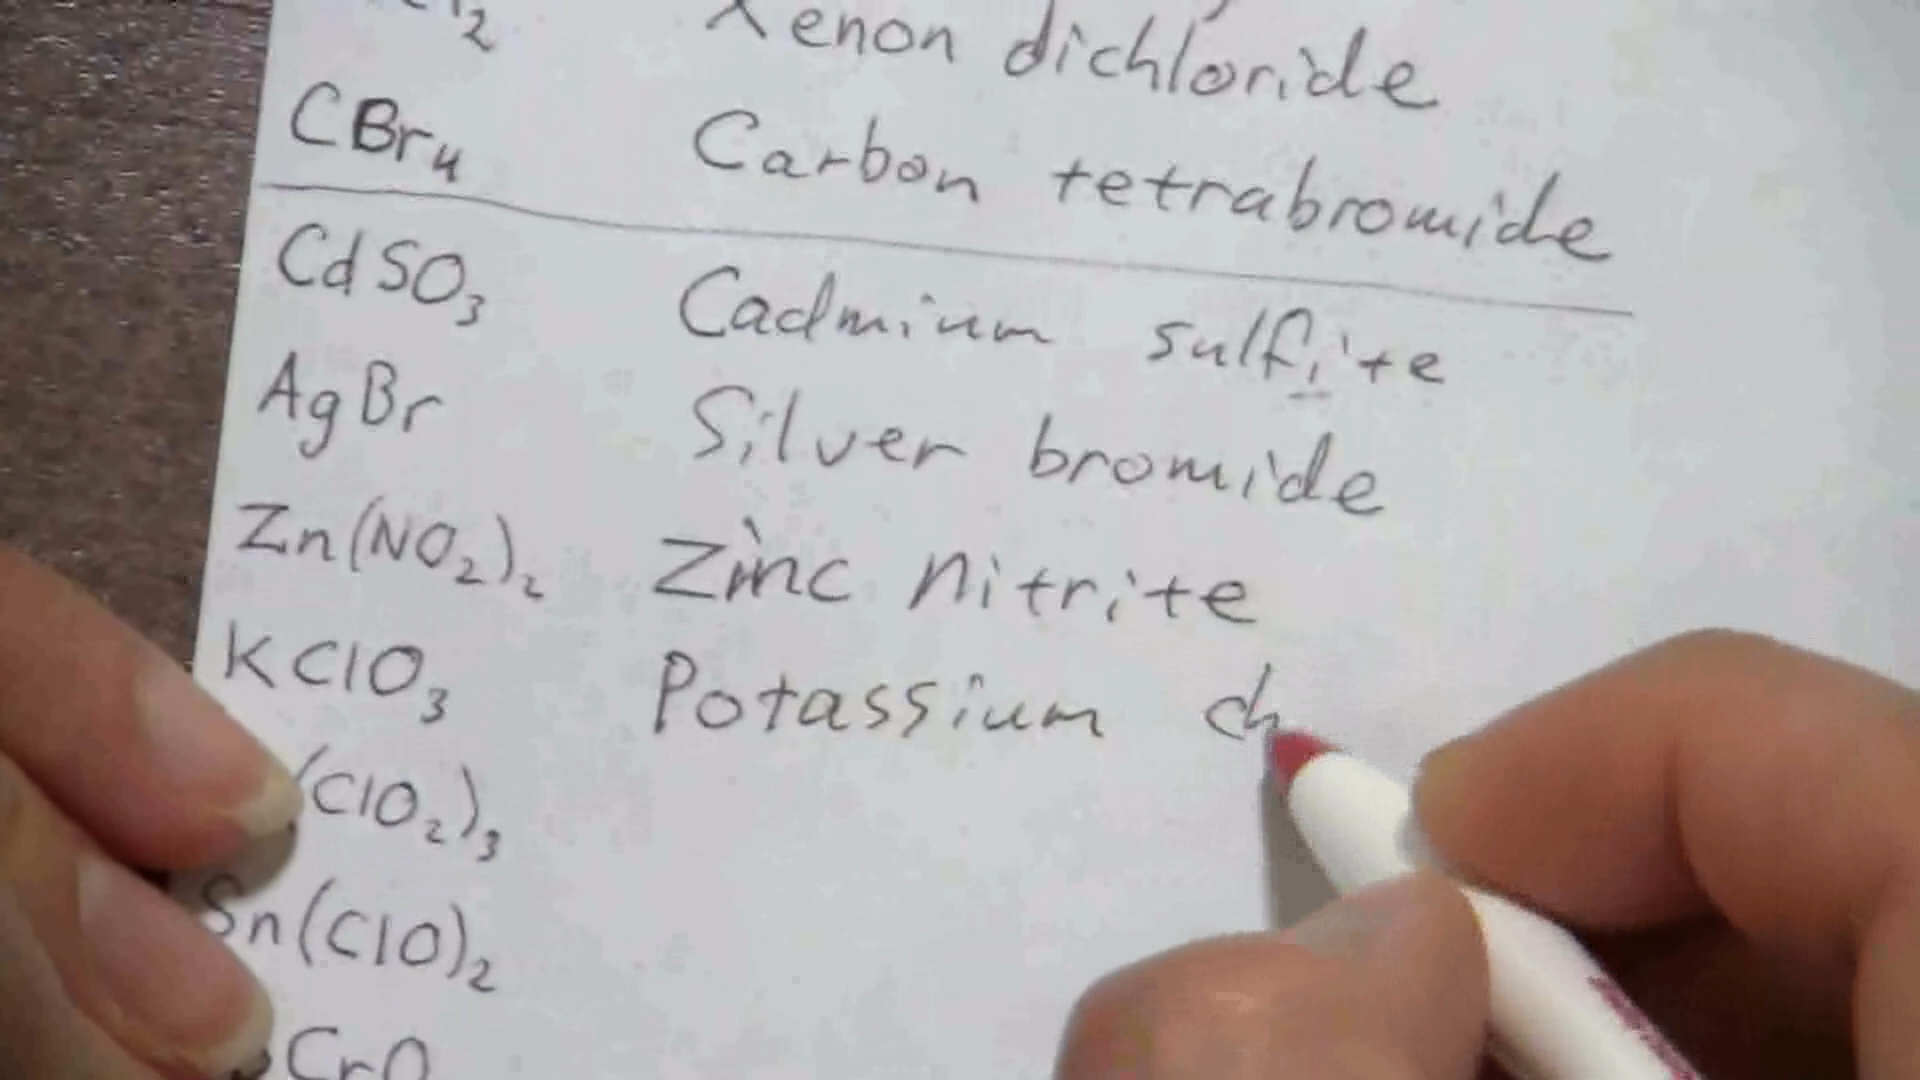 Xenon dichloride
CBr4 Carbon tetrabromide
CdSO3 Cadmium sulfite
AgBr Silver bromide
Zn(NO2)2 Zinc nitrite
KClO3 Potassium ch
(ClO2)3
Sn(ClO)2
CrO